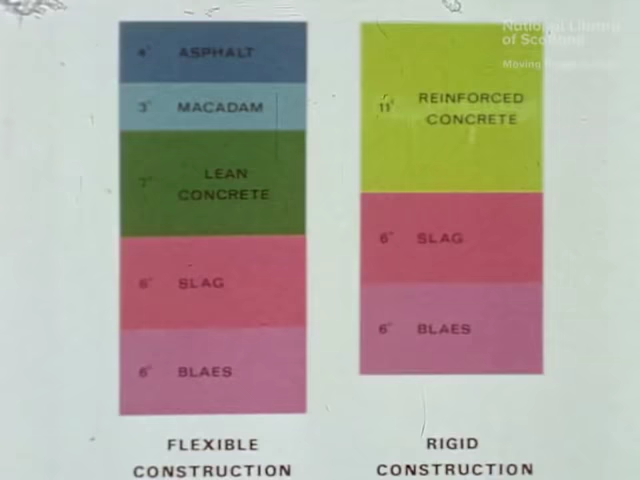 4" ASPHALT
3" MACADAM
7" LEAN
CONCRETE
6" SLAG
6" BLAES
FLEXIBLE
CONSTRUCTION
11" REINFORCED
CONCRETE
6" SLAG
6" BLAES
RIGID
CONSTRUCTION
National Library
of Scotland
Moving